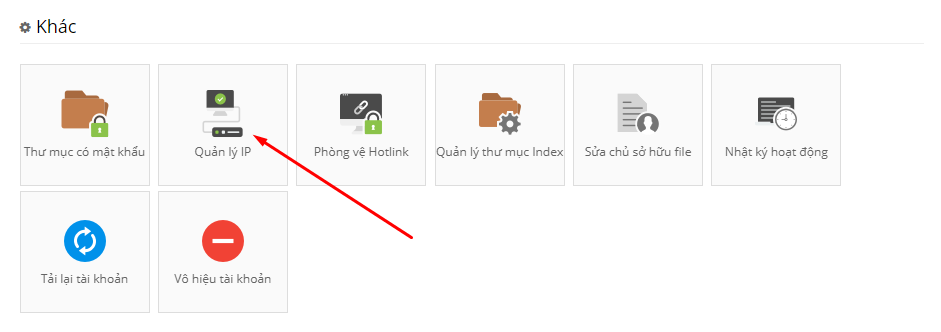 Khác
Thư mục có mật khẩu
Quản lý IP
Phòng vệ Hotlink
Quản lý thư mục Index
Sửa chủ sở hữu file
Nhật ký hoạt động
Tải lại tài khoản
Vô hiệu tài khoản